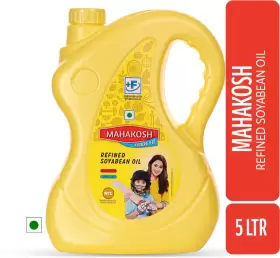 +F
MAHAKOSH
REFINED
SOYABEAN OIL
MAHAKOSH
REFINED SOYABEAN OIL
5 LTR